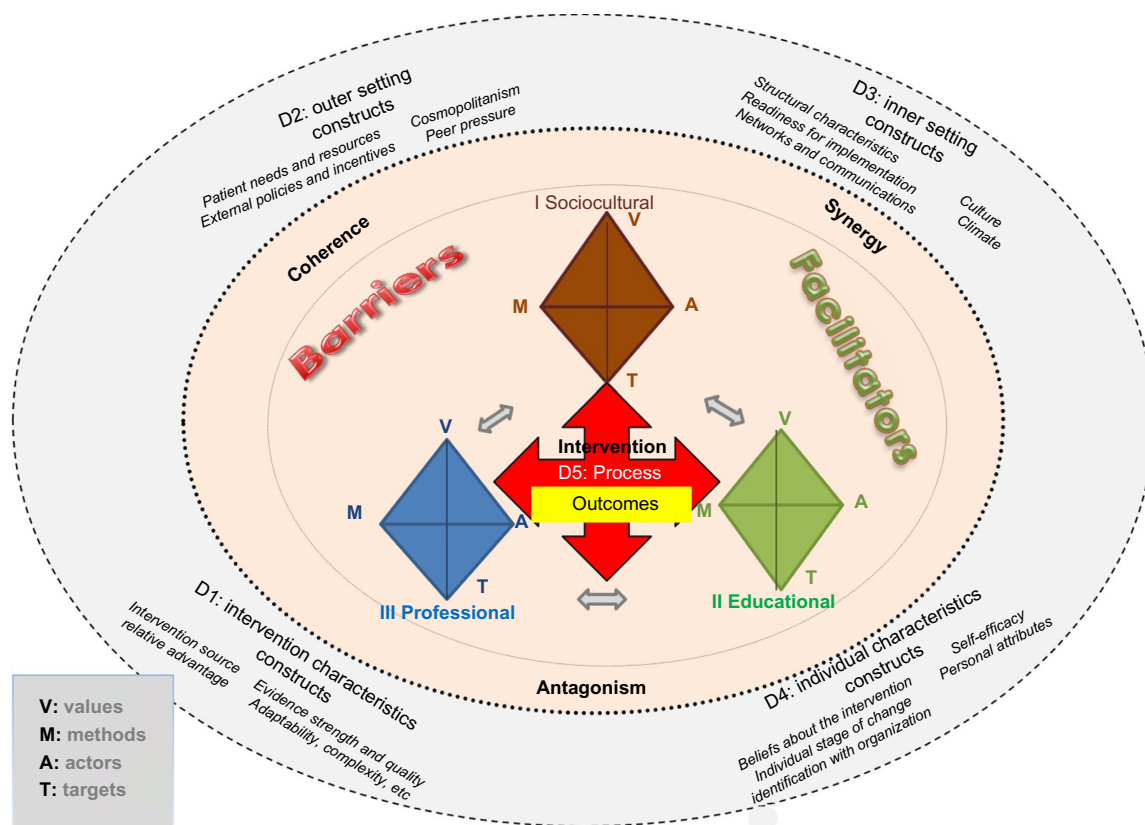 D2: outer setting
constructs
Cosmopolitanism
Peer pressure
Patient needs and resources
External policies and incentives
D3: inner setting
constructs
Structural characteristics
Readiness for implementation
Networks and communications
Culture
Climate
Coherence
Synergy
Barriers
Facilitators
I Sociocultural
V
M
A
T
V
M
A
T
III Professional
Intervention
D5: Process
Outcomes
V
M
A
T
II Educational
Antagonism
D1: intervention characteristics
constructs
Intervention source
relative advantage
Evidence strength and quality
Adaptability, complexity, etc
D4: individual characteristics
constructs
Self-efficacy
Personal attributes
Beliefs about the intervention
Individual stage of change
identification with organization
V: values
M: methods
A: actors
T: targets